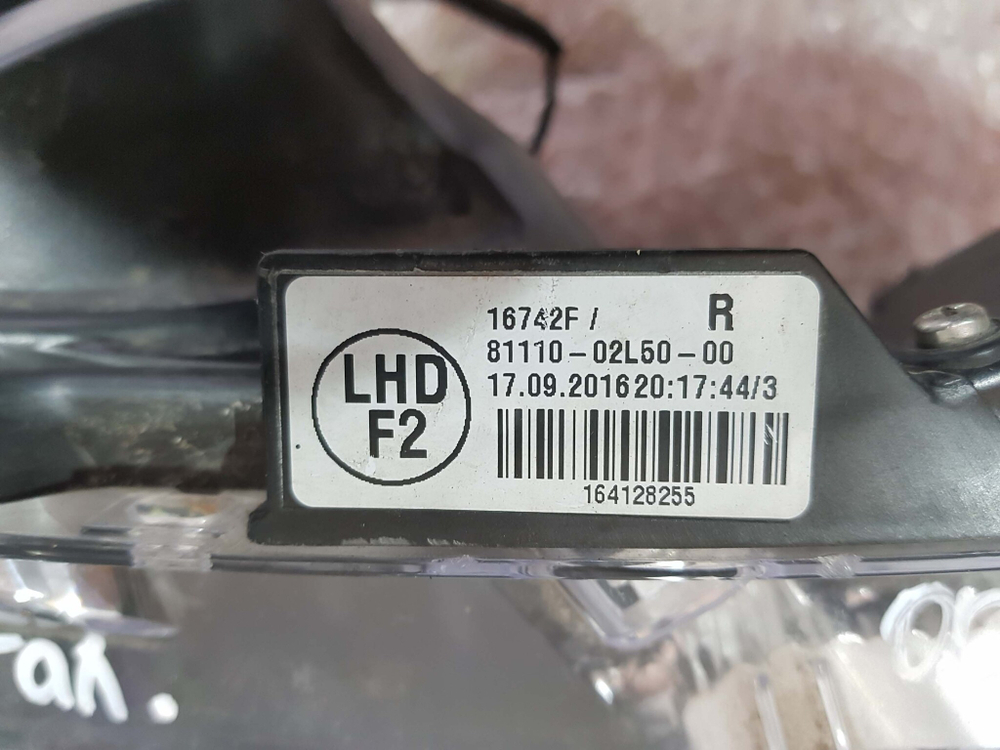 LHD
F2
16742F / R
81110-02L50-00
17.09.2016 20:17:44/3
164128255